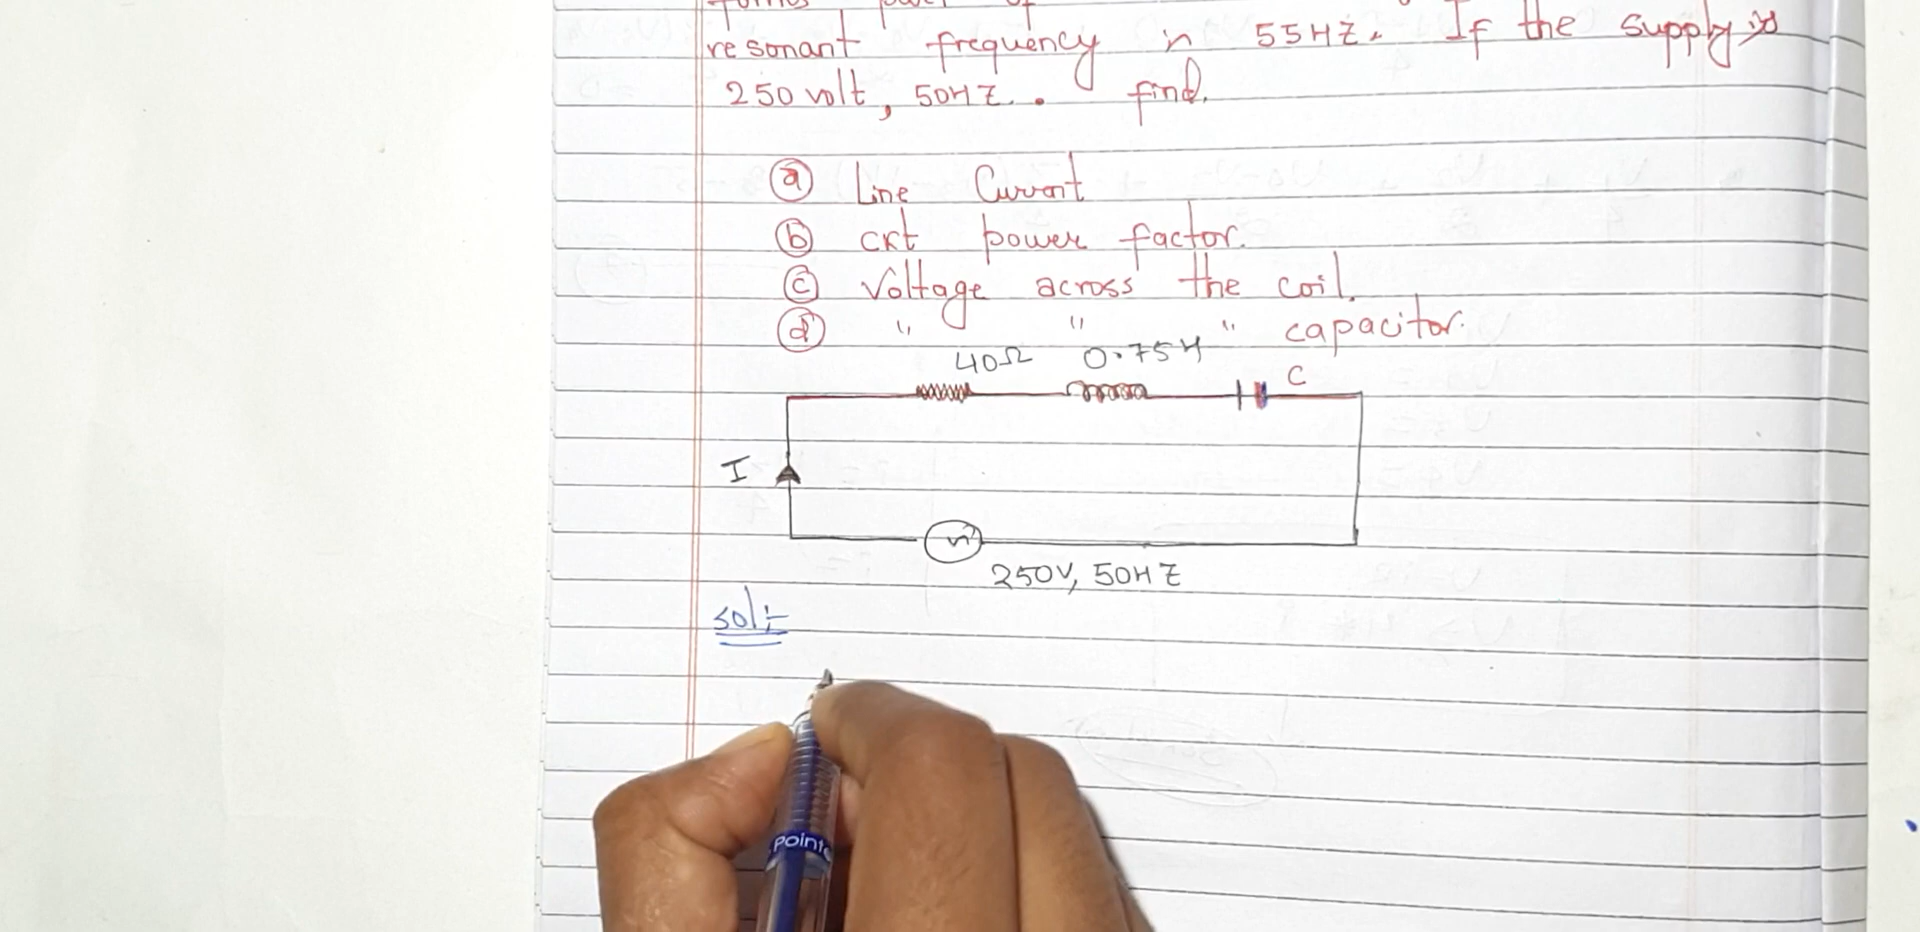 resonant frequency is 55HZ. If the supply is
250 volt, 50HZ. find.
(a) Line Current
(b) ckt power factor.
(c) Voltage across the coil.
(d) " " " capacitor.
40Ω 0.75H
C
I
250V, 50HZ
Sol:-
Pointe